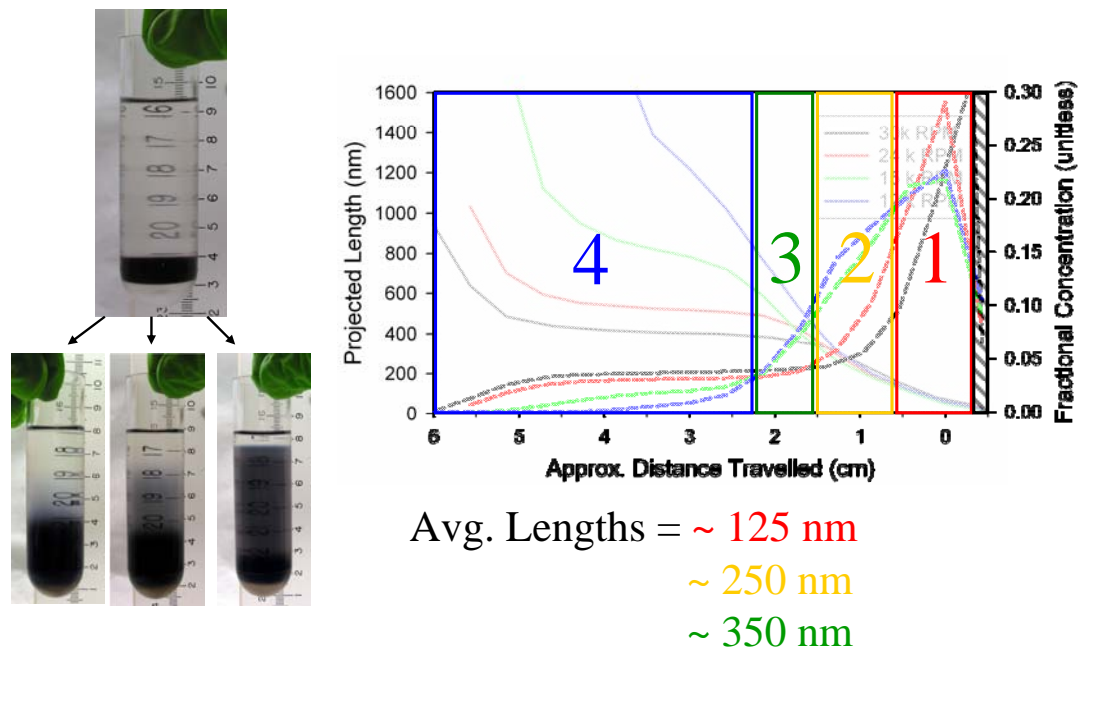 Projected Length (nm)
1600
1400
1200
1000
800
600
400
200
0
4
3
2
1
k RPM
0.30
0.25
0.20
0.15
0.10
0.05
0.00
Fractional Concentration (unitless)
6 5 4 3 2 1 0
Approx. Distance Travelled (cm)
Avg. Lengths = ~ 125 nm
~ 250 nm
~ 350 nm